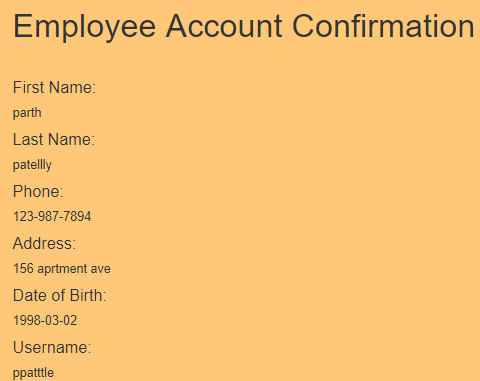 Employee Account Confirmation
First Name:
parth
Last Name:
patellly
Phone:
123-987-7894
Address:
156 aprtment ave
Date of Birth:
1998-03-02
Username:
ppatttle